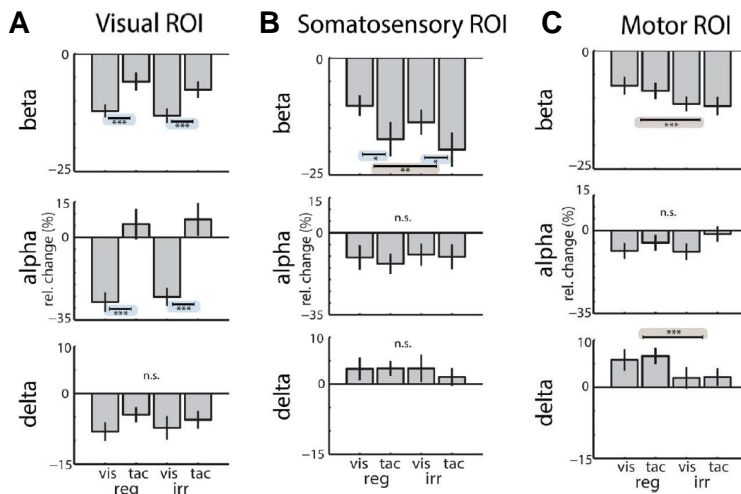 A Visual ROI
beta
0
−25
***
***
alpha
rel. change (%)
15
0
−35
***
***
delta
10
0
−15
n.s.
vis tac vis tac
reg irr
B Somatosensory ROI
beta
0
−25
*
**
*
alpha
rel. change (%)
15
0
−35
n.s.
delta
10
0
−15
n.s.
vis tac vis tac
reg irr
C Motor ROI
beta
0
−25
***
alpha
rel. change (%)
15
0
−35
n.s.
delta
10
0
−15
***
vis tac vis tac
reg irr